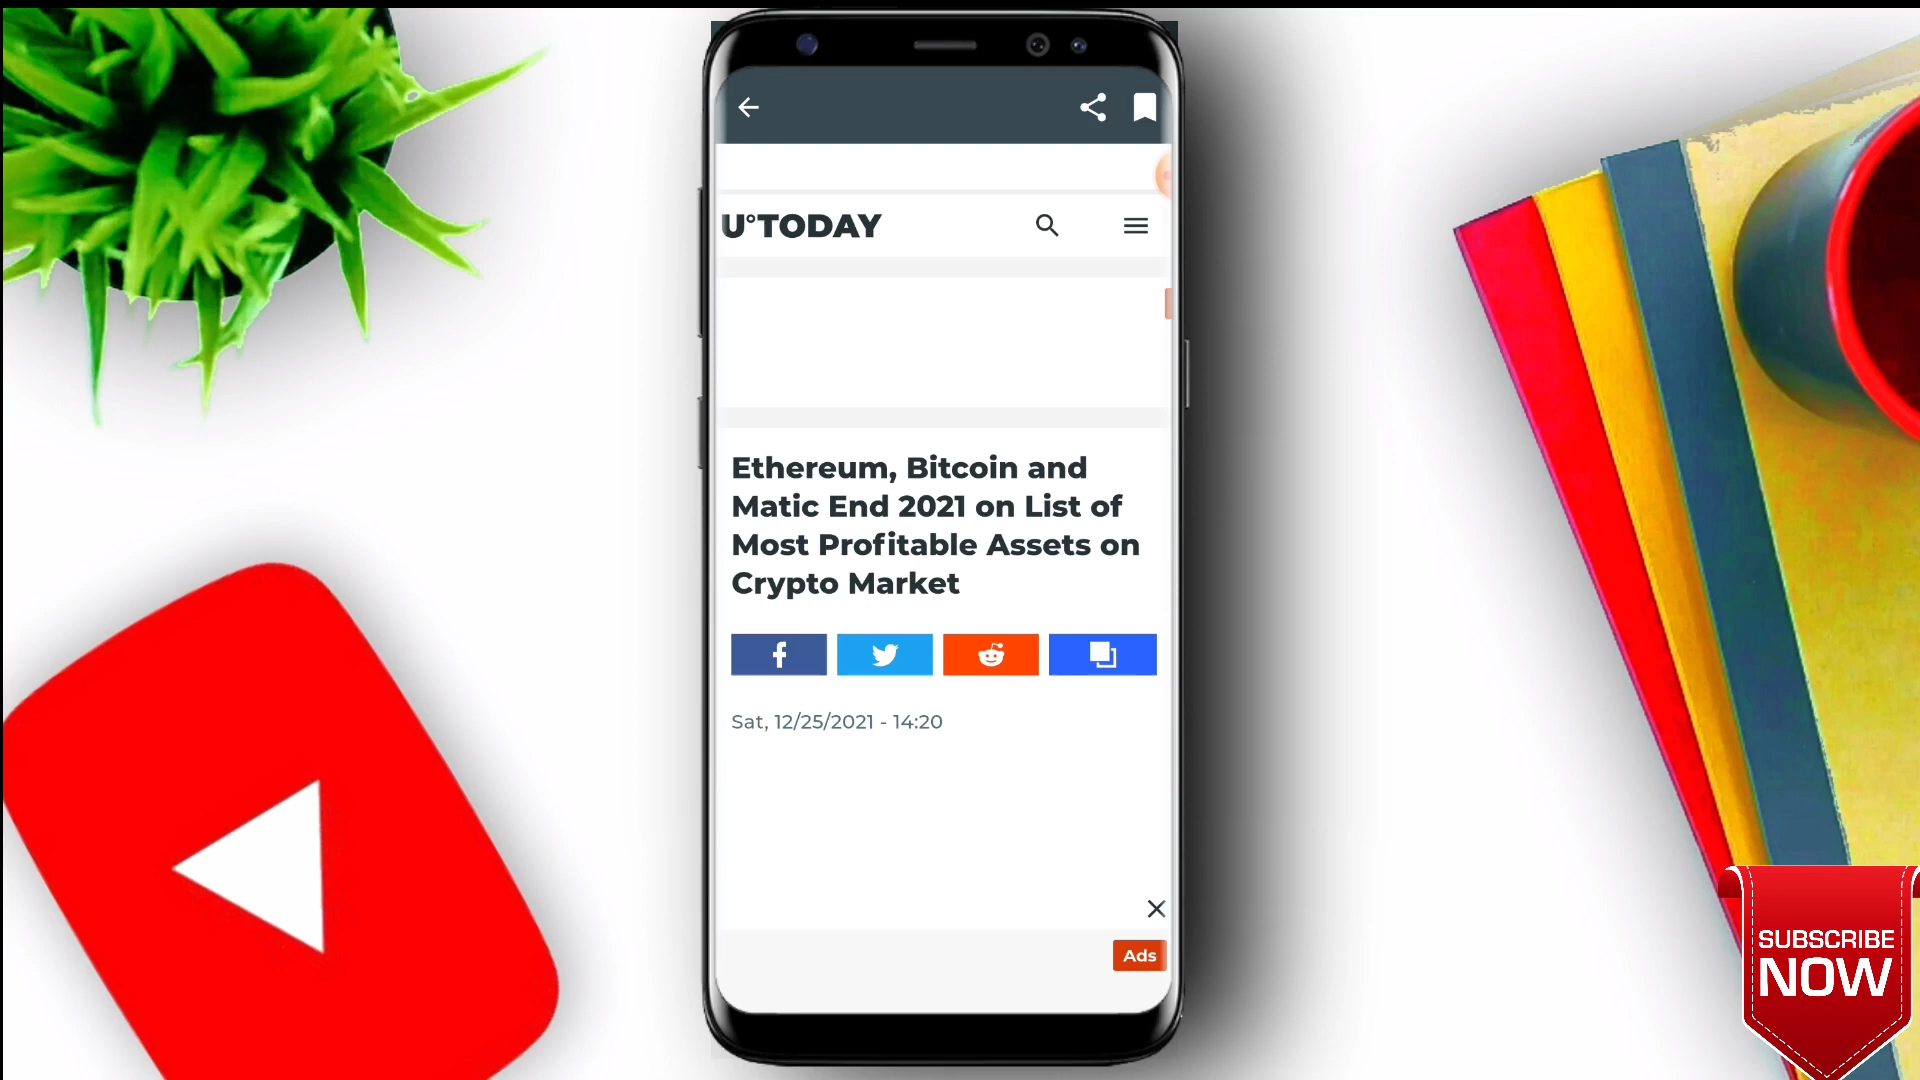 U°TODAY
Ethereum, Bitcoin and
Matic End 2021 on List of
Most Profitable Assets on
Crypto Market
Sat, 12/25/2021 - 14:20
Ads
SUBSCRIBE
NOW